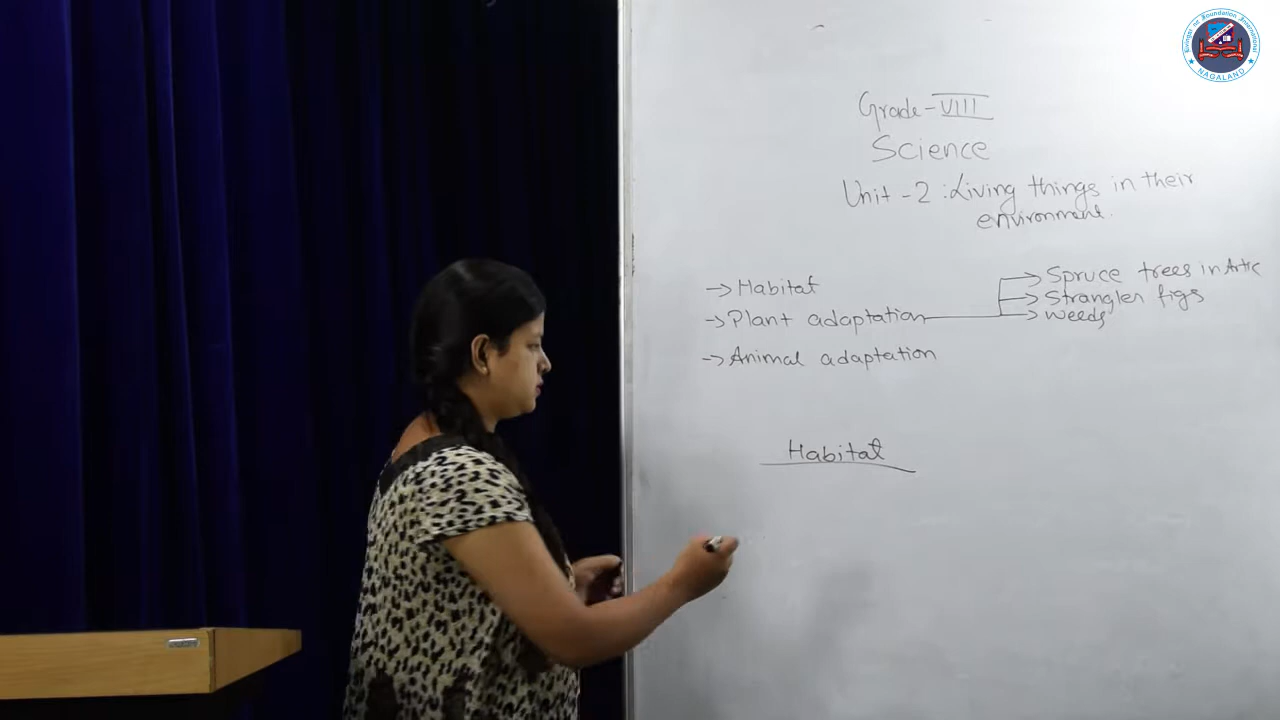 Grade - VIII
Science
Unit - 2 : Living things in their
environment.
→ Habitat
→ Plant adaptation
→ Spruce trees in Artic
→ Strangler figs
→ Weeds
→ Animal adaptation
Habitat
NAGALAND